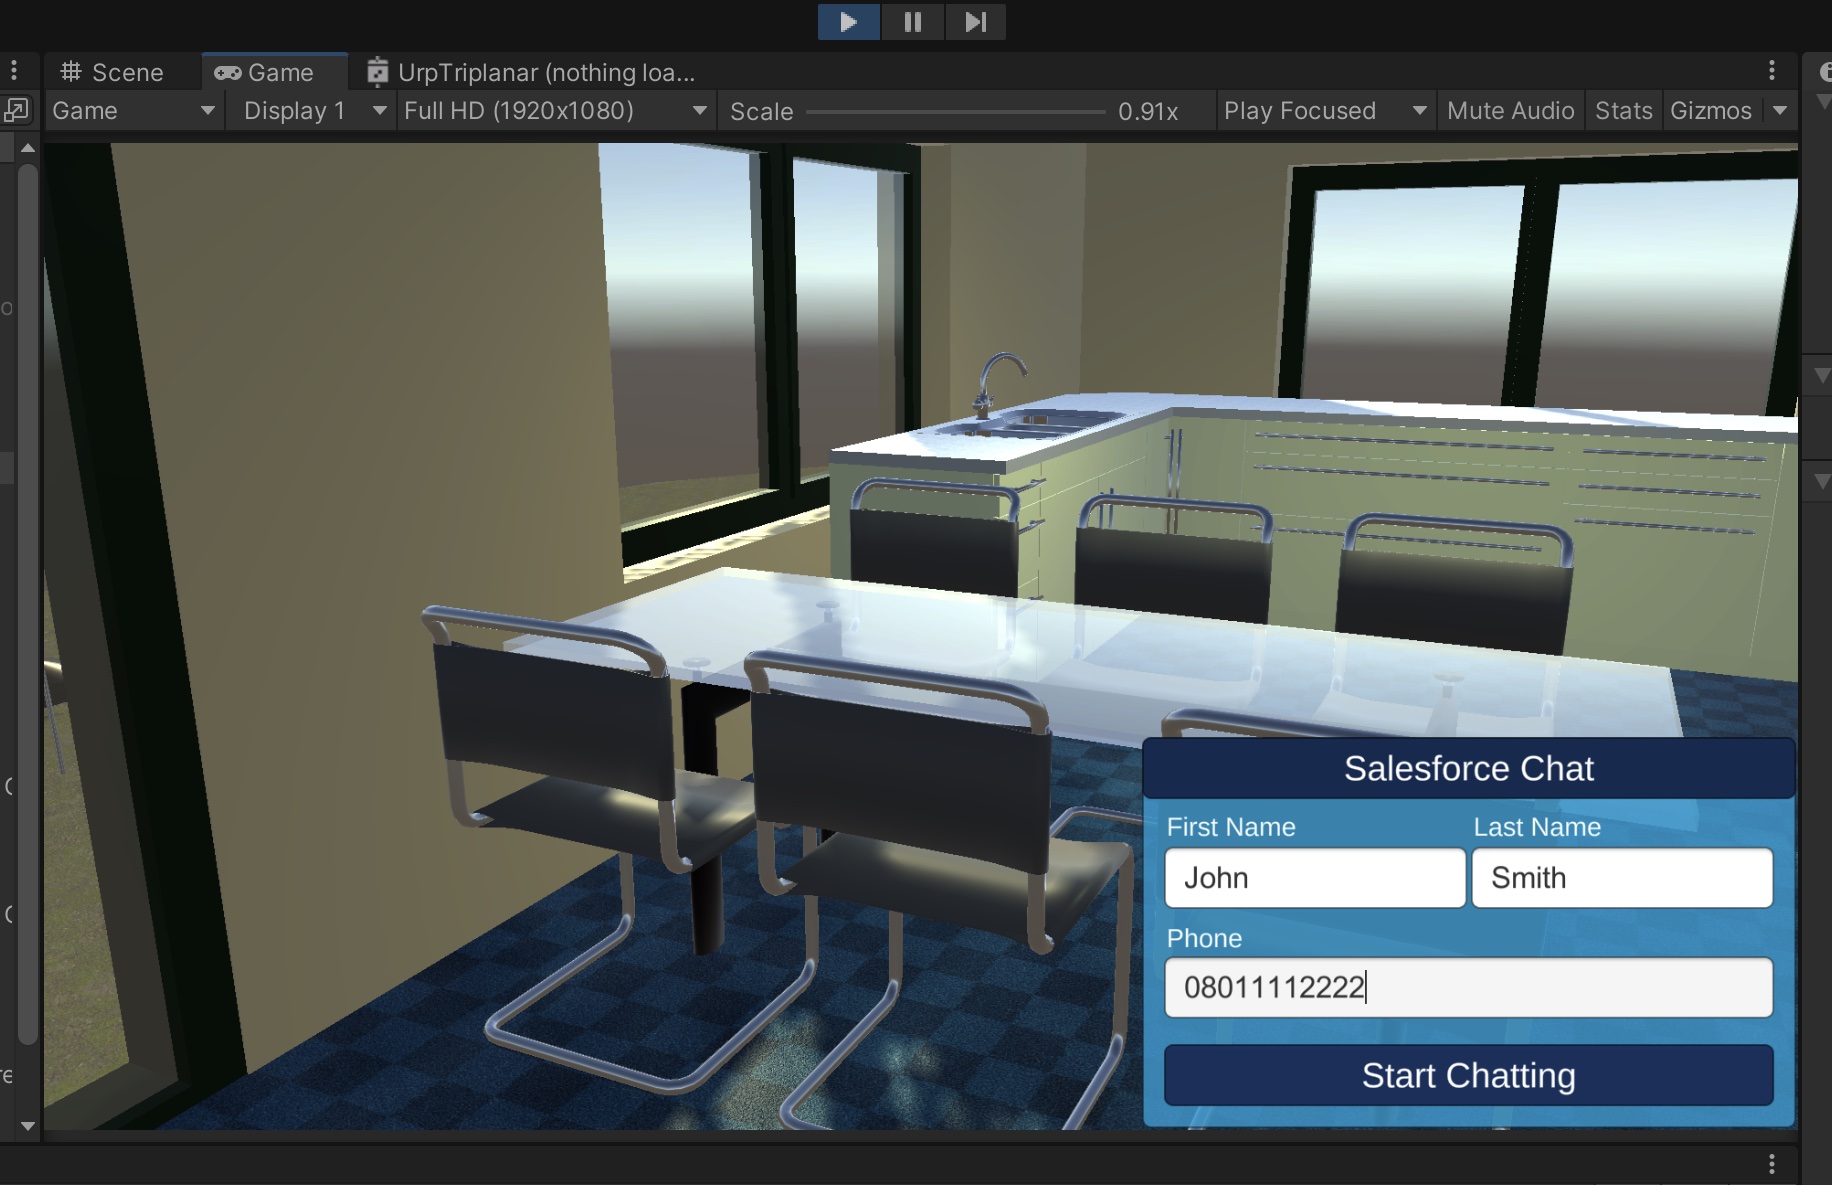 Scene Game UrpTriplanar (nothing loa...
Game Display 1 Full HD (1920x1080) Scale 0.91x Play Focused Mute Audio Stats Gizmos
Salesforce Chat
First Name Last Name
John Smith
Phone
08011112222
Start Chatting